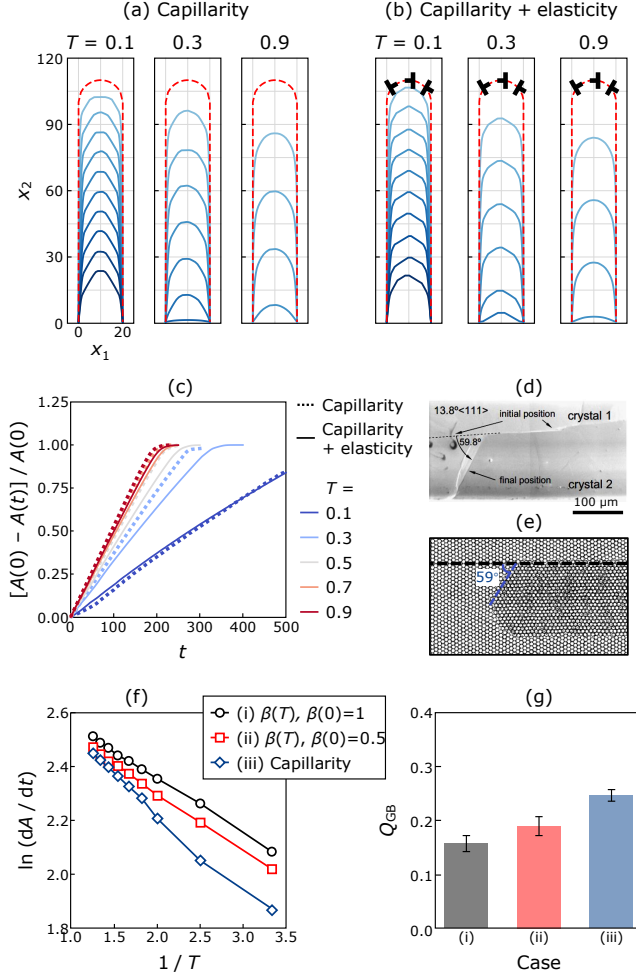 (a) Capillarity
T = 0.1 0.3 0.9
(b) Capillarity + elasticity
T = 0.1 0.3 0.9
x₂
120
90
60
30
0
0 20
x₁
(c)
[A(0) − A(t)] / A(0)
1.25
1.00
0.75
0.50
0.25
0.00
0 100 200 300 400 500
t
Capillarity
Capillarity
+ elasticity
T =
0.1
0.3
0.5
0.7
0.9
(d)
13.8º<111>
initial position
crystal 1
59.8º
final position
crystal 2
100 μm
(e)
59°
(f)
ln (dA / dt)
2.6
2.4
2.2
2.0
1.8
1.0 1.5 2.0 2.5 3.0 3.5
1 / T
(i) β(T), β(0)=1
(ii) β(T), β(0)=0.5
(iii) Capillarity
(g)
Q_GB
0.4
0.3
0.2
0.1
0.0
(i) (ii) (iii)
Case